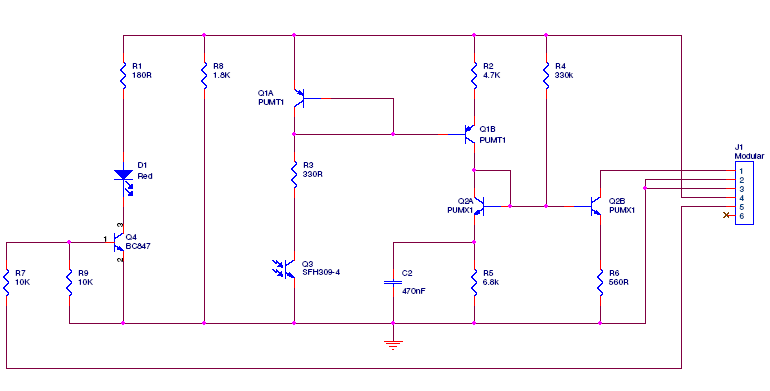 R1
180R
R8
1.8K
Q1A
PUMT1
R2
4.7K
R4
330k
Q1B
PUMT1
J1
Modular
1
2
3
4
5
6
D1
Red
R3
330R
Q2A
PUMX1
Q2B
PUMX1
3
1
Q4
BC847
2
Q3
SFH309-4
R7
10K
R9
10K
C2
470nF
R5
6.8k
R6
560R